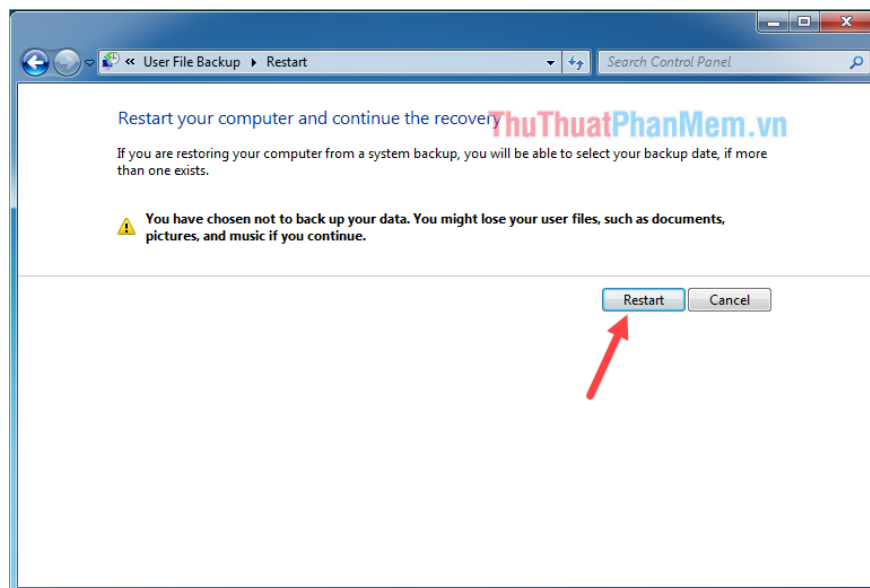 « User File Backup ▸ Restart
Search Control Panel
Restart your computer and continue the recovery
ThuThuatPhanMem.vn
If you are restoring your computer from a system backup, you will be able to select your backup date, if more
than one exists.
You have chosen not to back up your data. You might lose your user files, such as documents,
pictures, and music if you continue.
Restart
Cancel